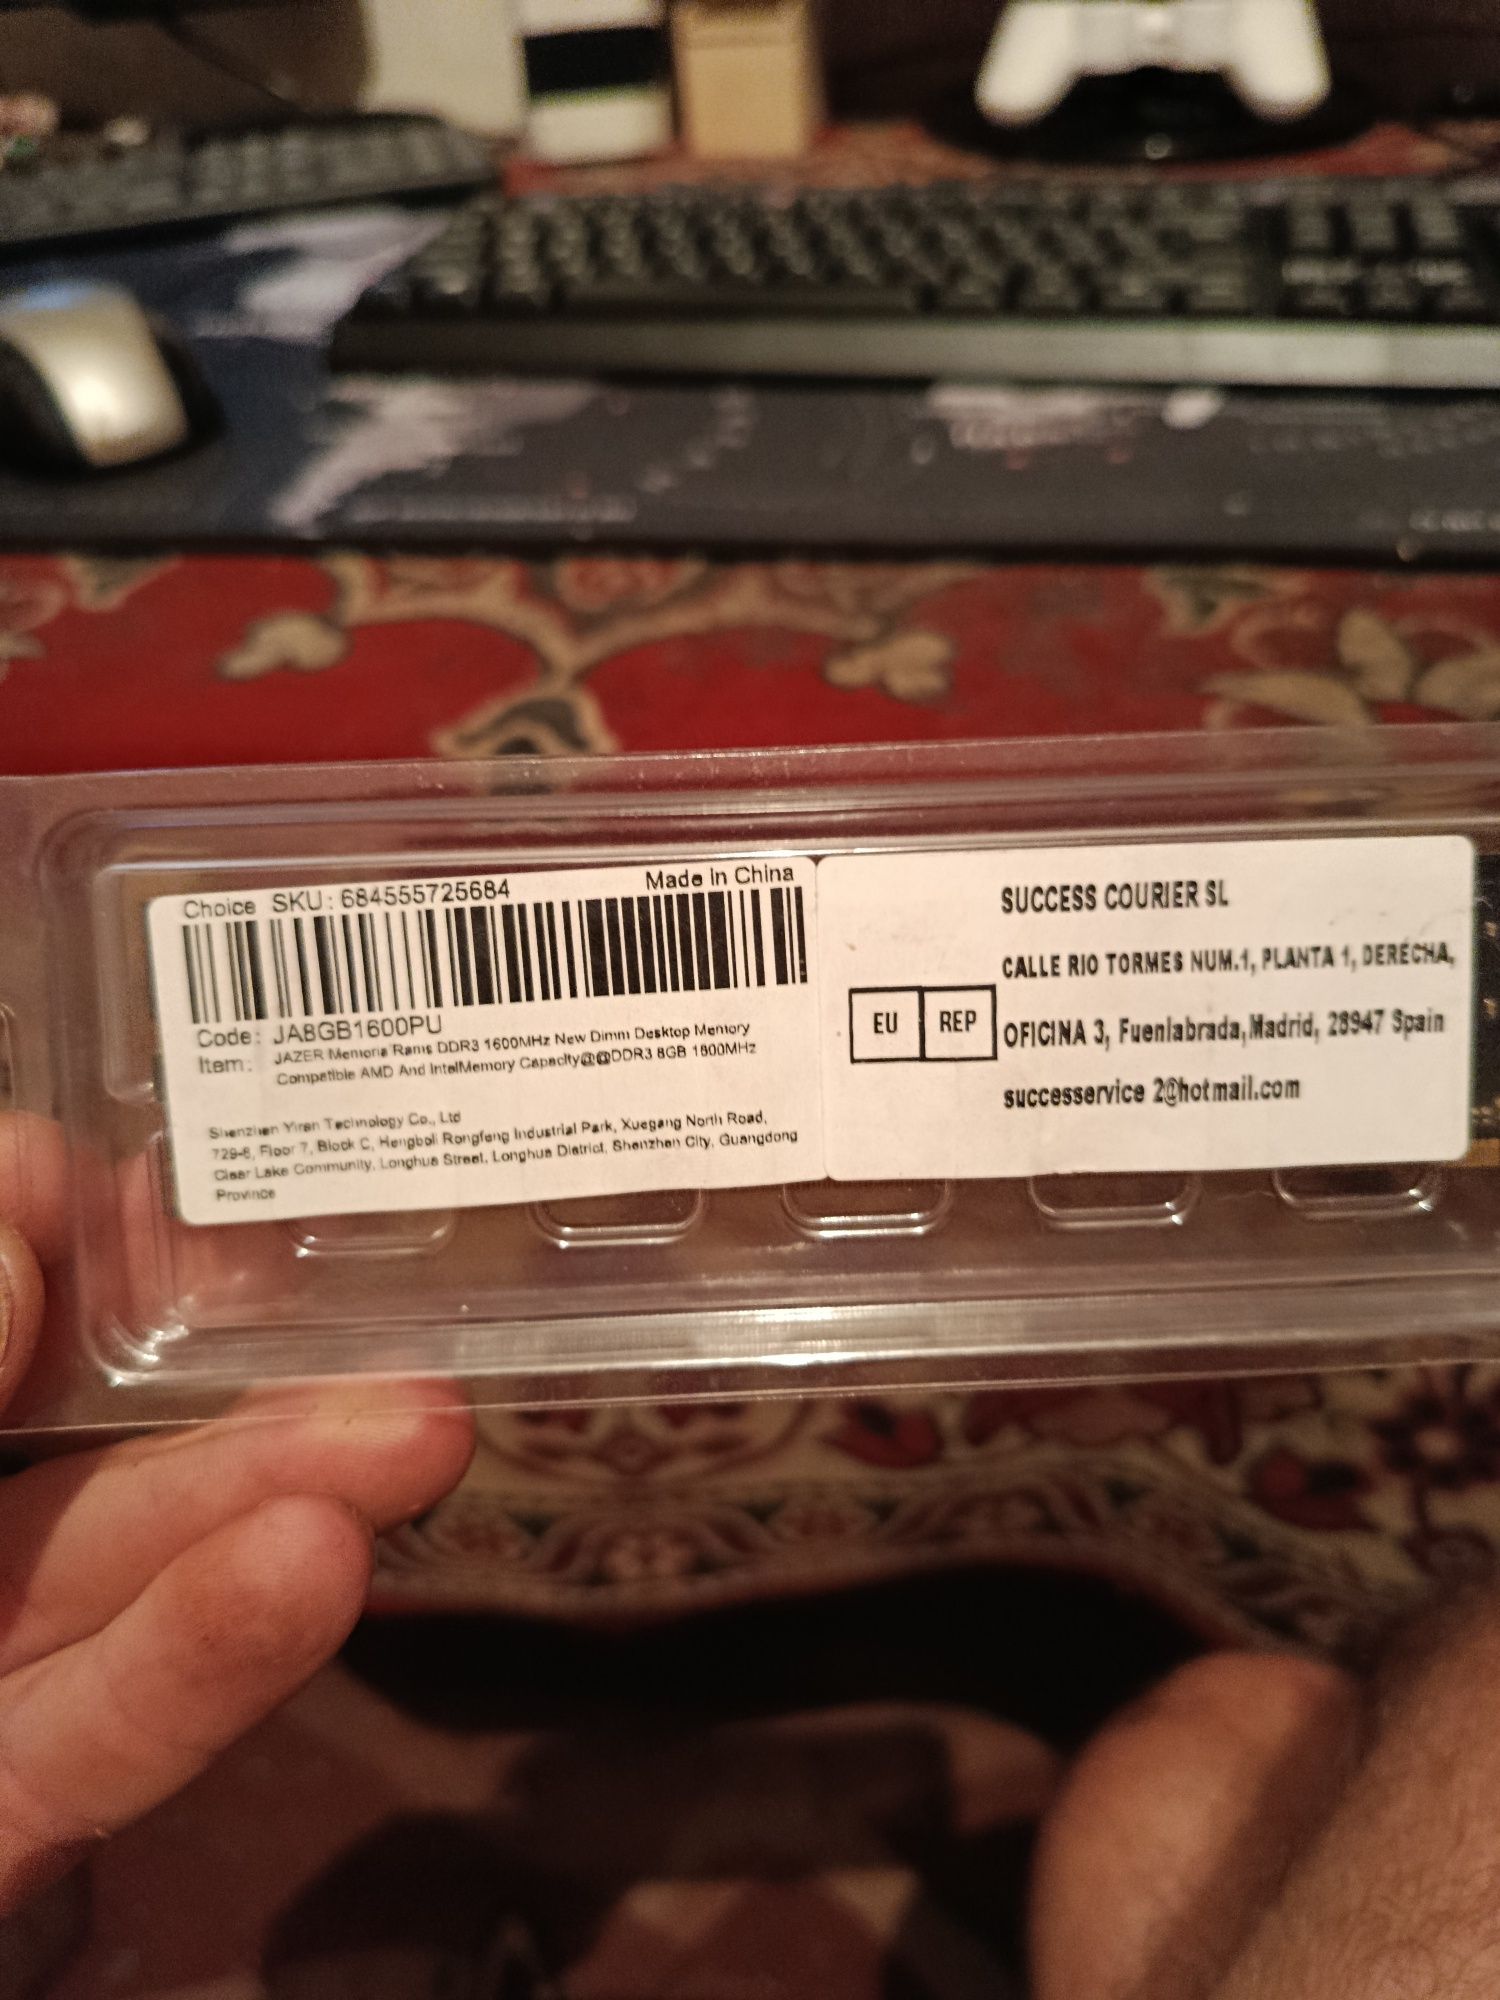 Choice SKU: 684555725684
Made in China
Code: JA8GB1600PU
Item: JAZER Memoria Rams DDR3 1600MHz New Dimm Desktop Memory
Compatible AMD And IntelMemory Capacity@@DDR3 8GB 1600MHz
Shenzhen Yiran Technology Co., Ltd
729-6, Floor 7, Block C, Hengboli Rongfeng Industrial Park, Xuegang North Road,
Clear Lake Community, Longhua Street, Longhua District, Shenzhen City, Guangdong
Province
SUCCESS COURIER SL
CALLE RIO TORMES NUM.1, PLANTA 1, DERECHA,
EU REP
OFICINA 3, Fuenlabrada,Madrid, 28947 Spain
successervice 2@hotmail.com